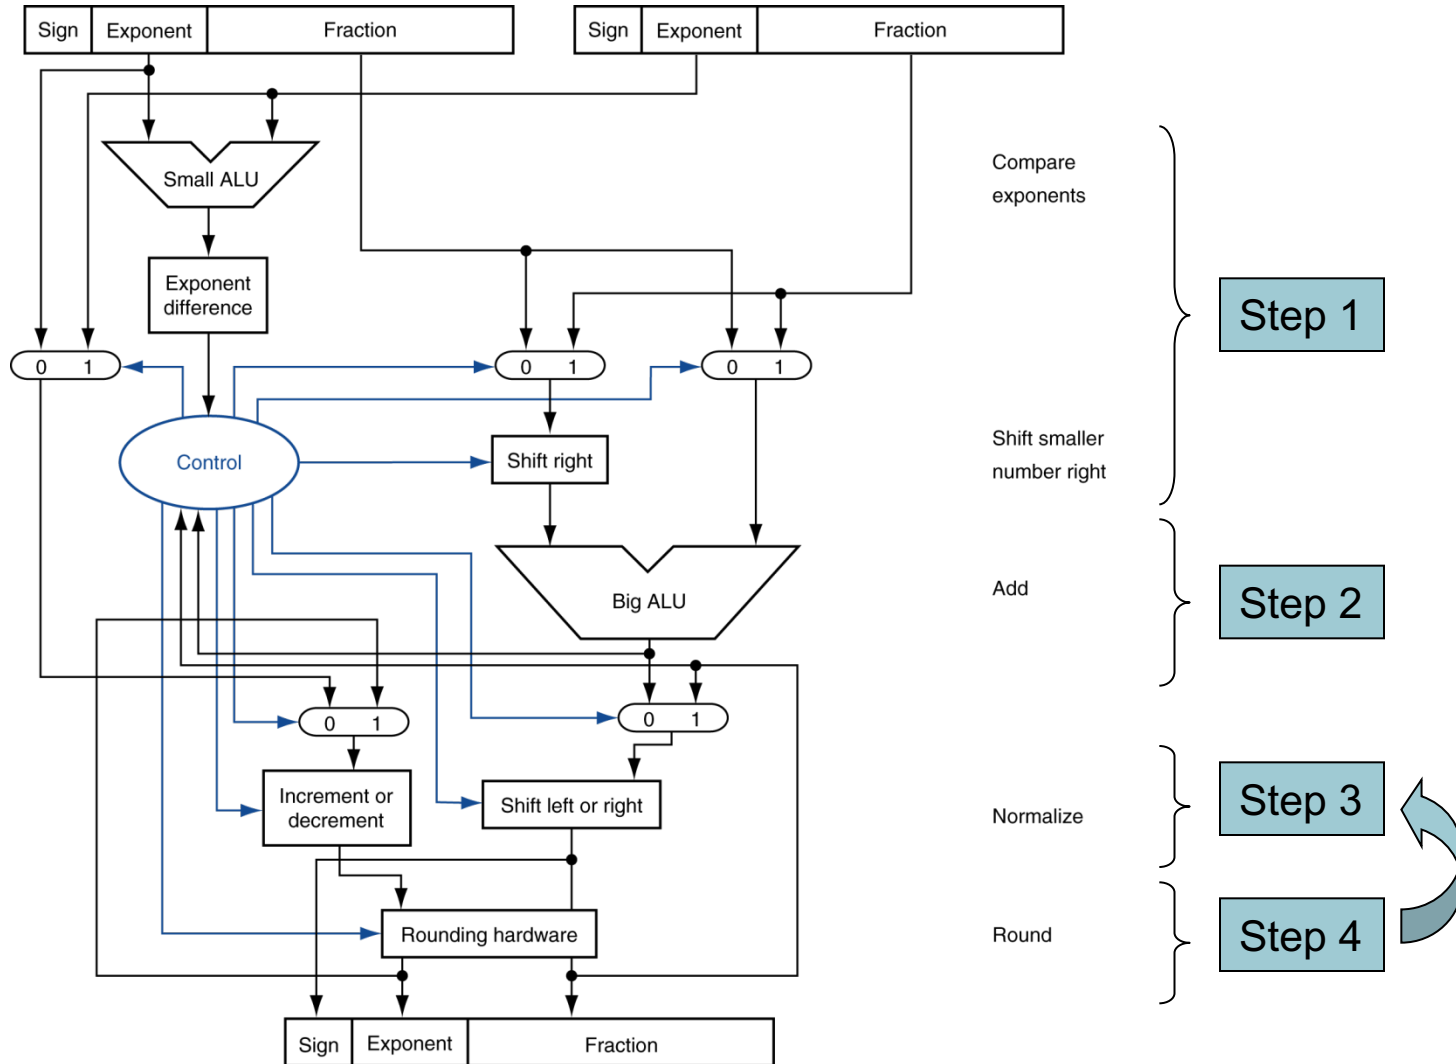 Sign Exponent Fraction
Sign Exponent Fraction
Small ALU
Compare
exponents
Exponent
difference
Step 1
0 1
0 1
0 1
Control
Shift right
Shift smaller
number right
Big ALU
Add
Step 2
0 1
0 1
Increment or
decrement
Shift left or right
Normalize
Step 3
Rounding hardware
Round
Step 4
Sign Exponent Fraction